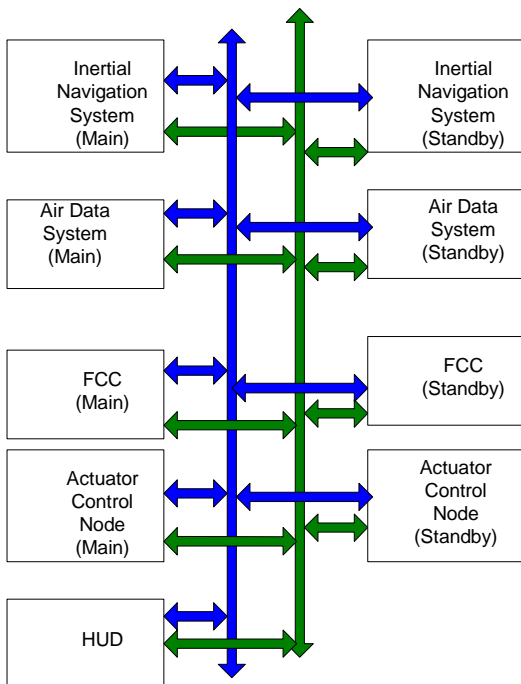 Inertial
Navigation
System
(Main)
Inertial
Navigation
System
(Standby)
Air Data
System
(Main)
Air Data
System
(Standby)
FCC
(Main)
FCC
(Standby)
Actuator
Control
Node
(Main)
Actuator
Control
Node
(Standby)
HUD